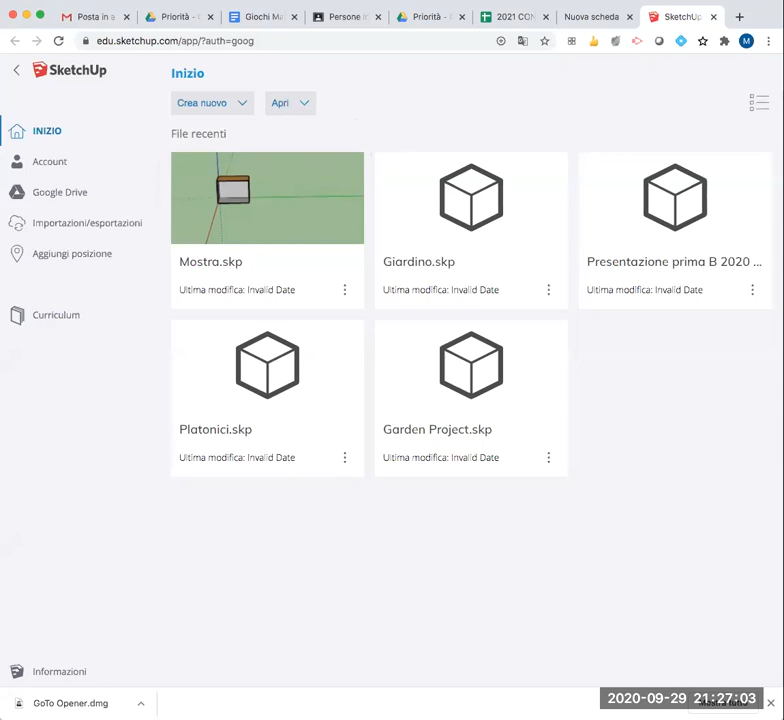 Posta in a
Priorità - G
Giochi Ma
Persone in
Priorità - F
2021 CON
Nuova scheda
SketchUp
edu.sketchup.com/app/?auth=goog
M
SketchUp
Inizio
Crea nuovo
Apri
INIZIO
File recenti
Account
Google Drive
Importazioni/esportazioni
Aggiungi posizione
Curriculum
Mostra.skp
Ultima modifica: Invalid Date
Giardino.skp
Ultima modifica: Invalid Date
Presentazione prima B 2020 ...
Ultima modifica: Invalid Date
Platonici.skp
Ultima modifica: Invalid Date
Garden Project.skp
Ultima modifica: Invalid Date
Informazioni
GoTo Opener.dmg
2020-09-29 21:27:03